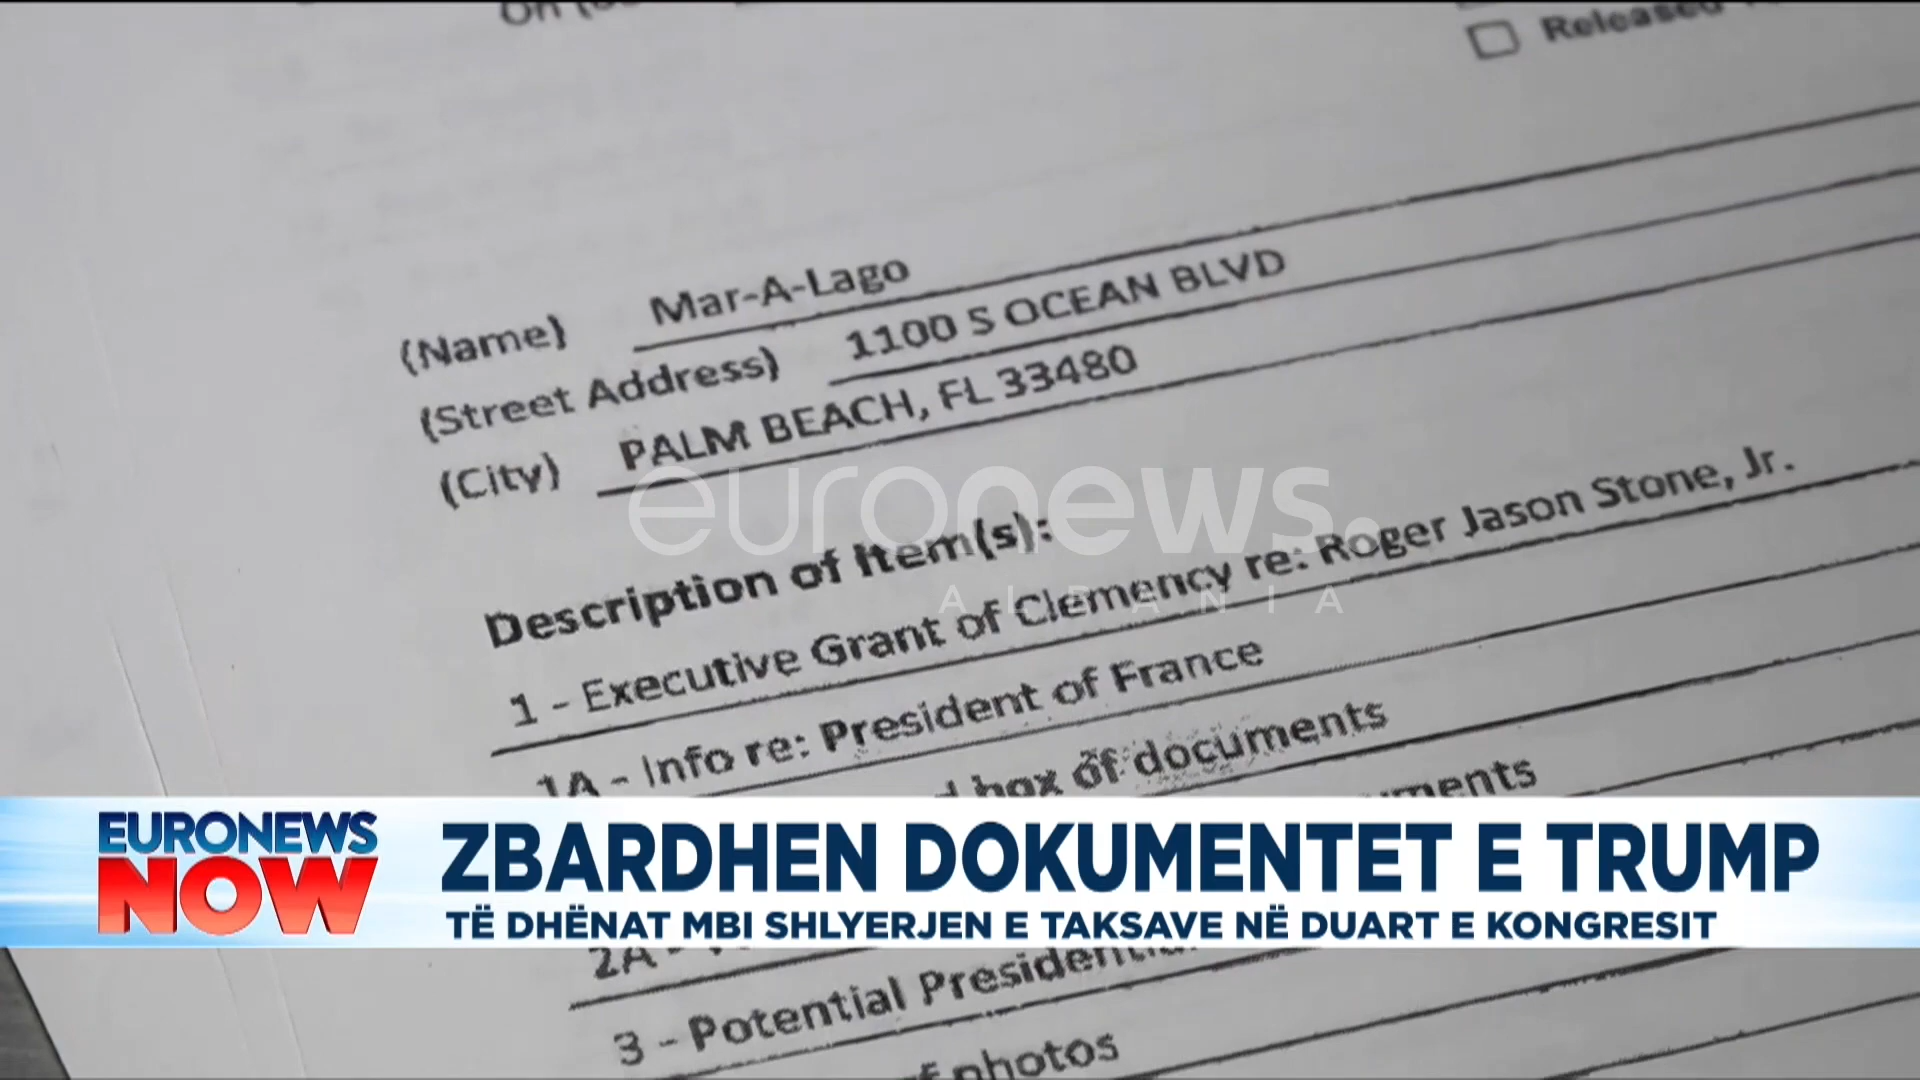 On
Released
(Name) Mar-A-Lago
(Street Address) 1100 S OCEAN BLVD
(City) PALM BEACH, FL 33480
euronews.
ALBANIA
Description of Item(s):
1 - Executive Grant of Clemency re: Roger Jason Stone, Jr.
1A - Info re: President of France
box of documents
EURONEWS
NOW
ZBARDHEN DOKUMENTET E TRUMP
TË DHËNAT MBI SHLYERJEN E TAKSAVE NË DUART E KONGRESIT
2A -
3 - Potential
photos